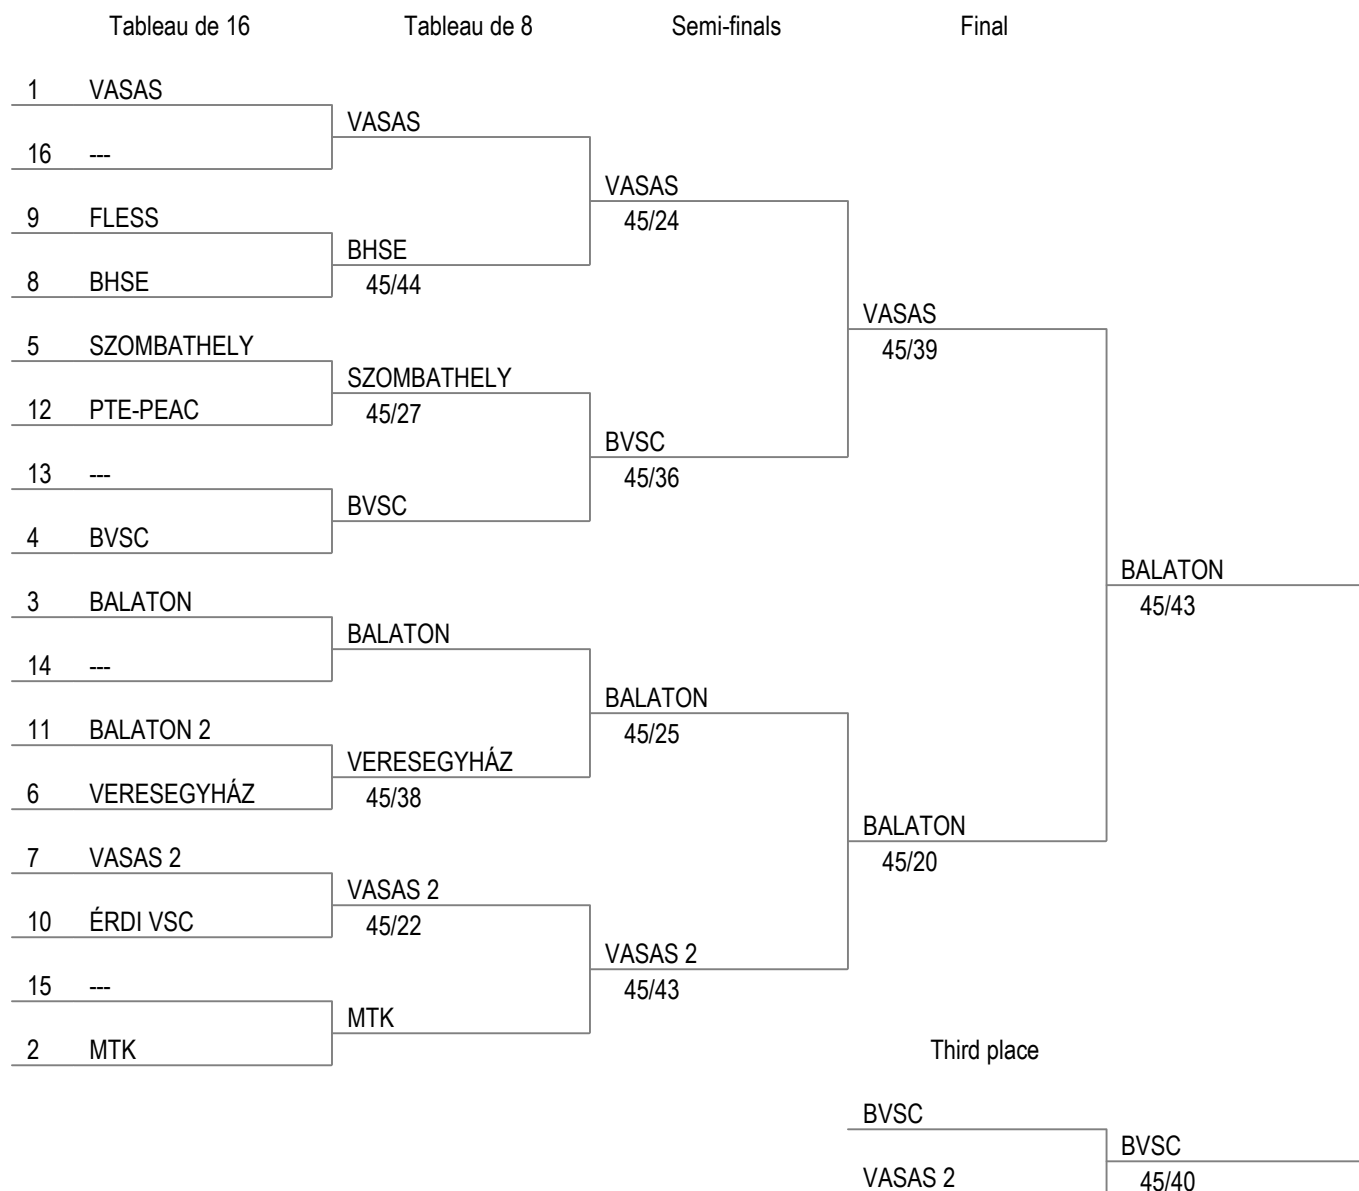 Tableau de 16 Tableau de 8 Semi-finals Final
1 VASAS
VASAS
16 ---
VASAS
9 FLESS
45/24
BHSE
8 BHSE
45/44
VASAS
5 SZOMBATHELY
45/39
SZOMBATHELY
12 PTE-PEAC
45/27
BVSC
13 ---
45/36
BVSC
4 BVSC
BALATON
3 BALATON
45/43
BALATON
14 ---
BALATON
11 BALATON 2
45/25
VERESEGYHÁZ
6 VERESEGYHÁZ
45/38
BALATON
7 VASAS 2
45/20
VASAS 2
10 ÉRDI VSC
45/22
VASAS 2
15 ---
45/43
MTK
2 MTK
Third place
BVSC
BVSC
VASAS 2
45/40